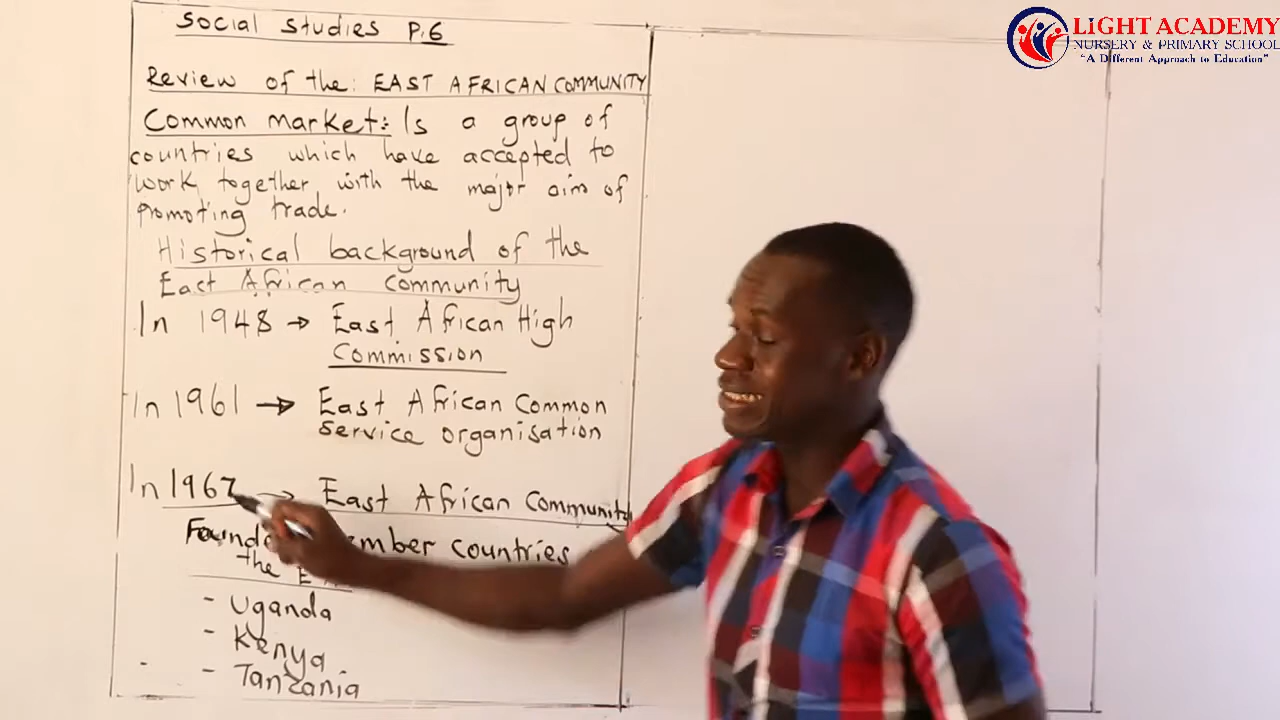 Social Studies P.6
Review of the: EAST AFRICAN COMMUNITY
Common market: Is a group of
countries which have accepted to
work together with the major aim of
promoting trade.
Historical background of the
East African Community
In 1948 → East African High
Commission
In 1961 → East African Common
Service organisation
In 1967 → East African Community
member countries
the
- Uganda
- Kenya
- Tanzania
LIGHT ACADEMY
NURSERY & PRIMARY SCHOOL
"A Different Approach to Education"